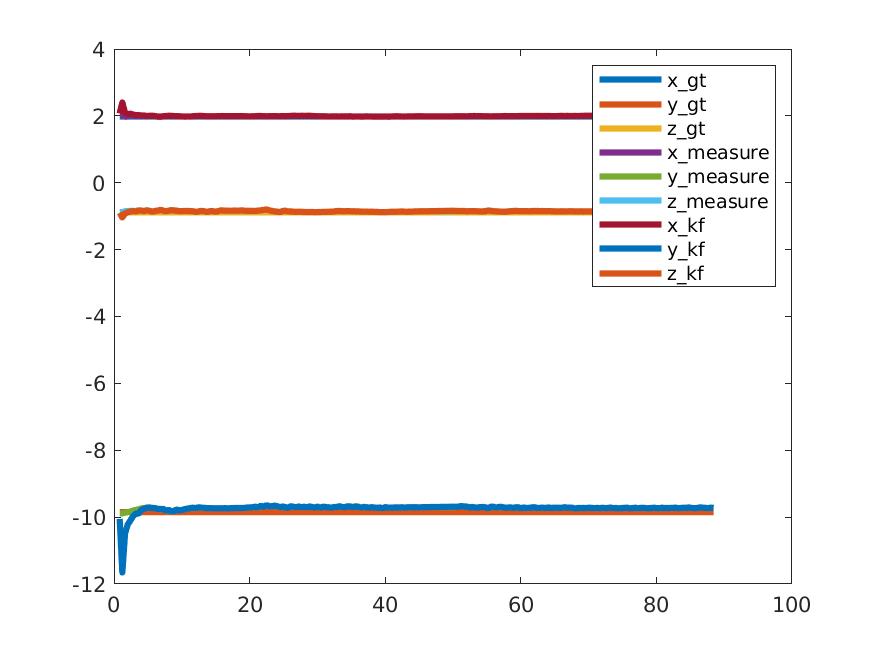 4
2
0
-2
-4
-6
-8
-10
-12
0 20 40 60 80 100
x_gt
y_gt
z_gt
x_measure
y_measure
z_measure
x_kf
y_kf
z_kf